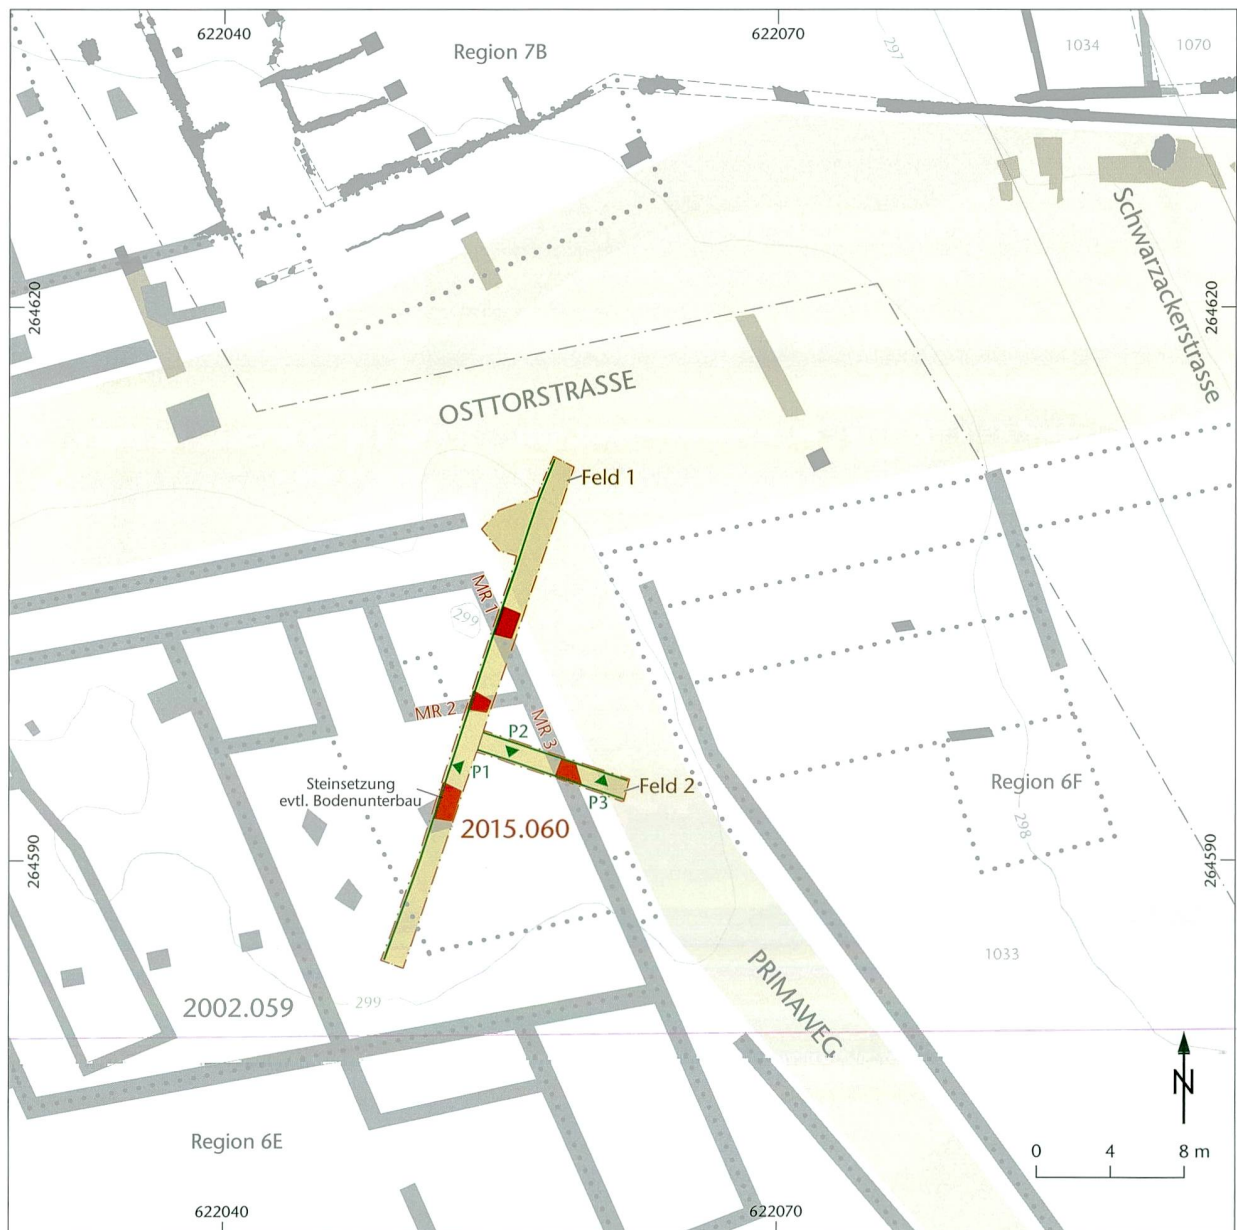 622040
622070
Region 7B
297
1034
1070
Schwarzackerstrasse
264620
264620
OSTTORSTRASSE
Feld 1
MR 1
299
MR 2
MR 3
P2
P1
Feld 2
P3
Steinsetzung
evtl. Bodenunterbau
2015.060
Region 6F
298
264590
264590
1033
PRIMAWEG
2002.059
299
N
Region 6E
0 4 8 m
622040
622070